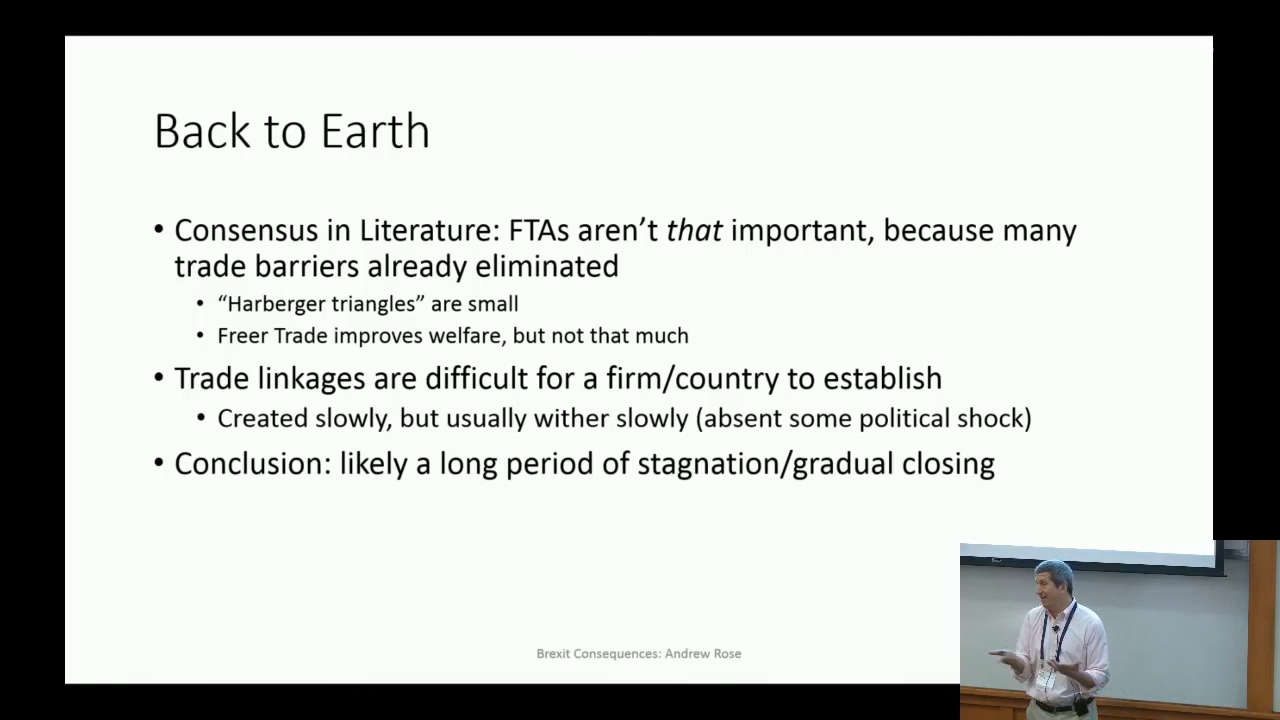 Back to Earth
• Consensus in Literature: FTAs aren’t that important, because many
trade barriers already eliminated
• “Harberger triangles” are small
• Freer Trade improves welfare, but not that much
• Trade linkages are difficult for a firm/country to establish
• Created slowly, but usually wither slowly (absent some political shock)
• Conclusion: likely a long period of stagnation/gradual closing
Brexit Consequences: Andrew Rose